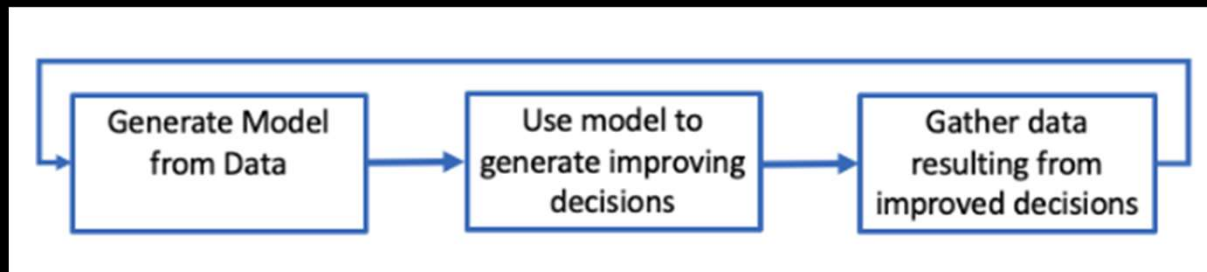 Generate Model
from Data
Use model to
generate improving
decisions
Gather data
resulting from
improved decisions